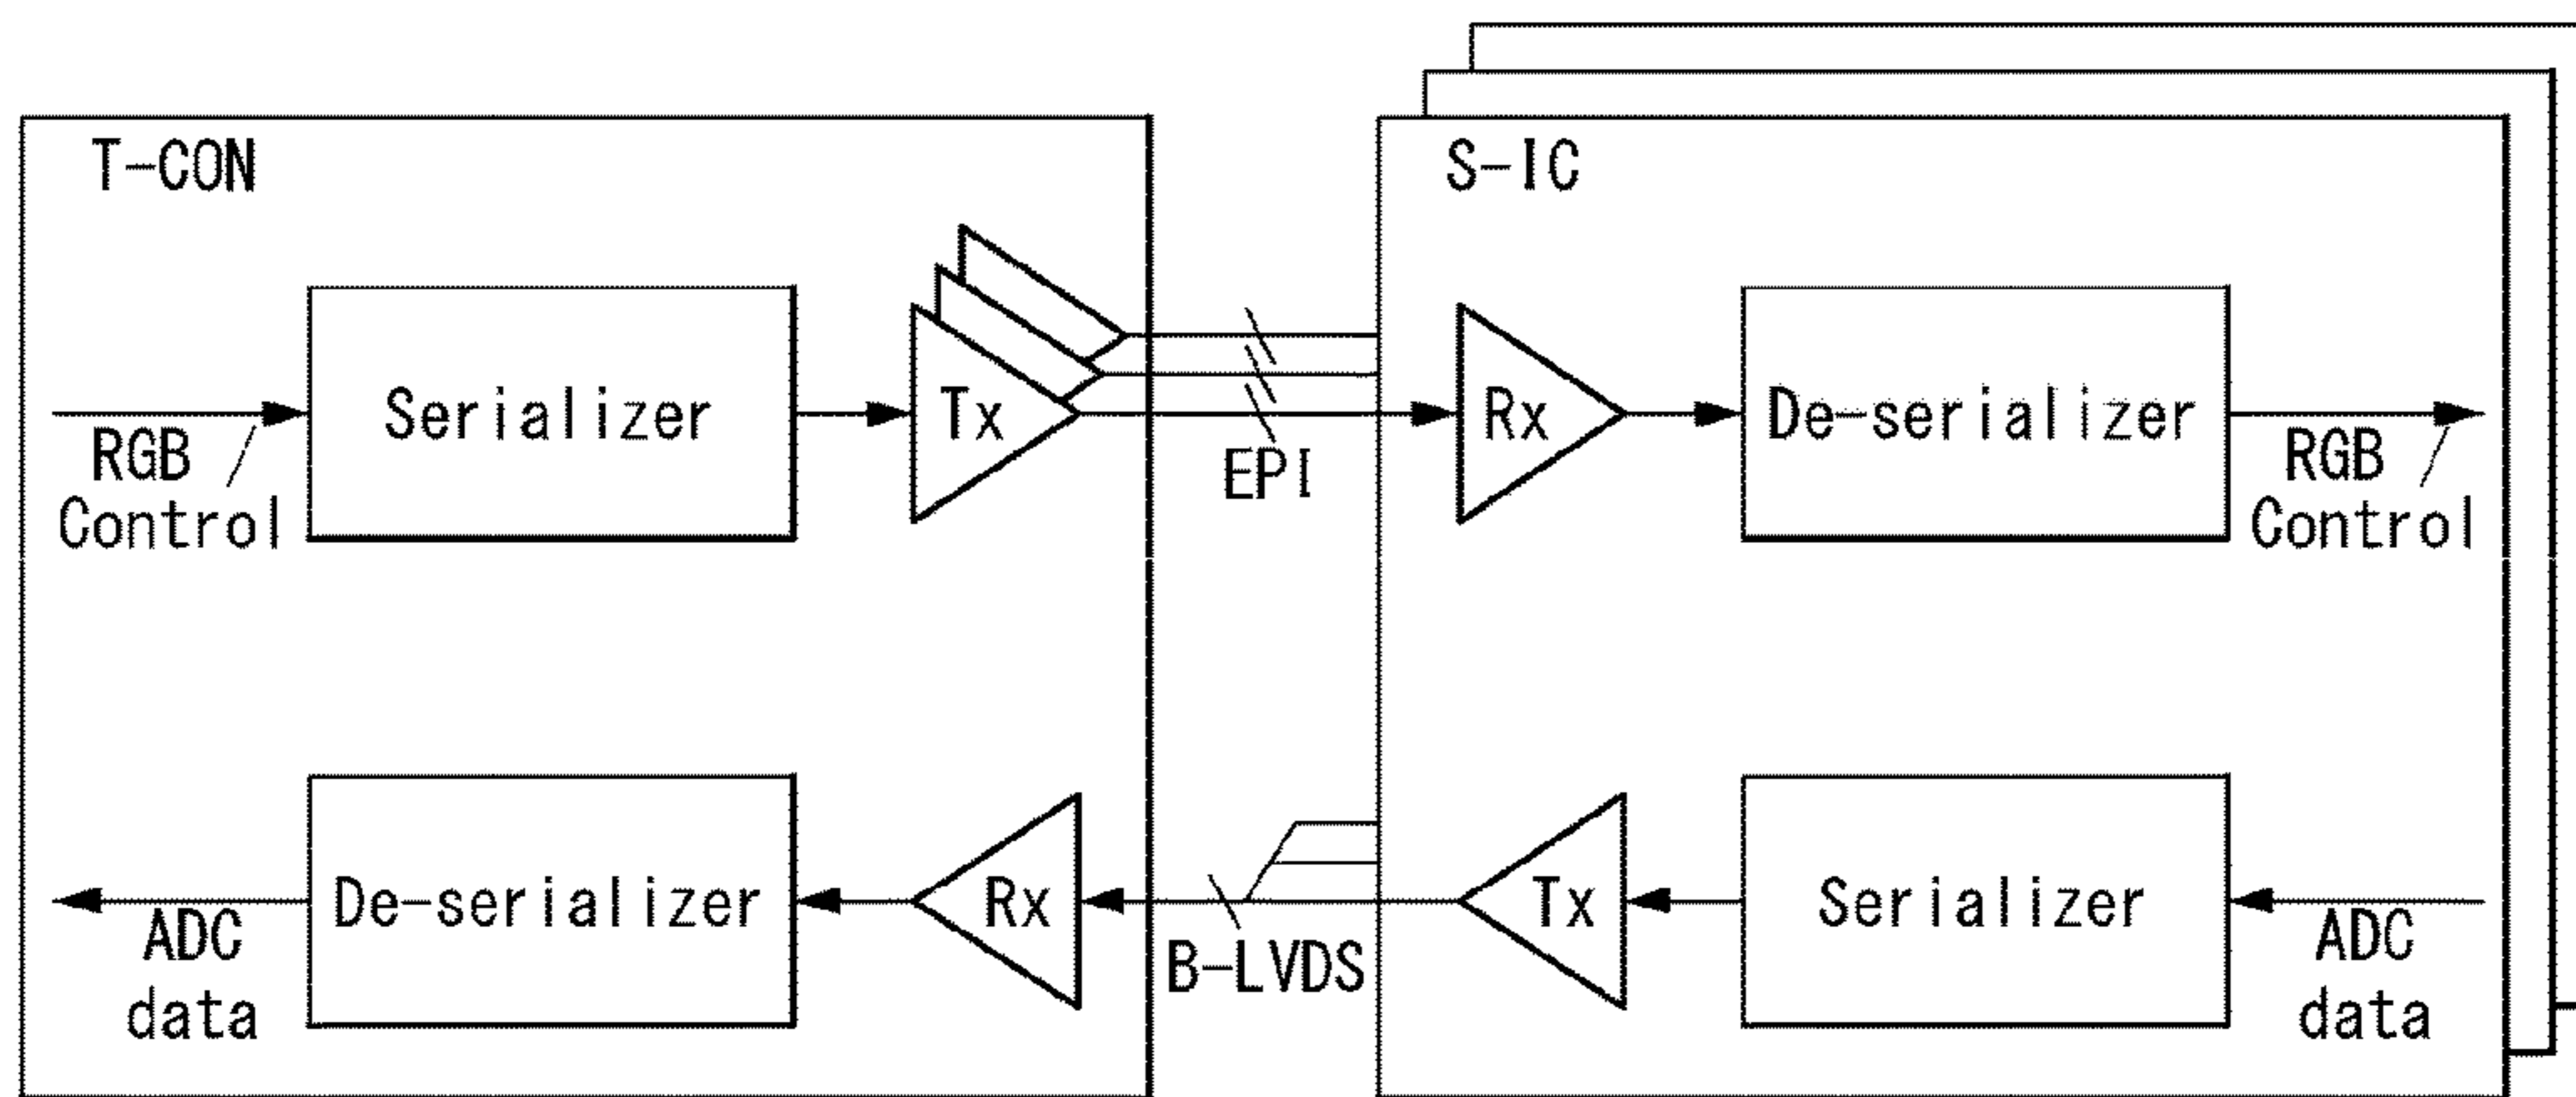 T-CON
S-IC
Serializer
Tx
Rx
De-serializer
RGB
Control
EPI
RGB
Control
De-serializer
Rx
Tx
Serializer
ADC
data
B-LVDS
ADC
data